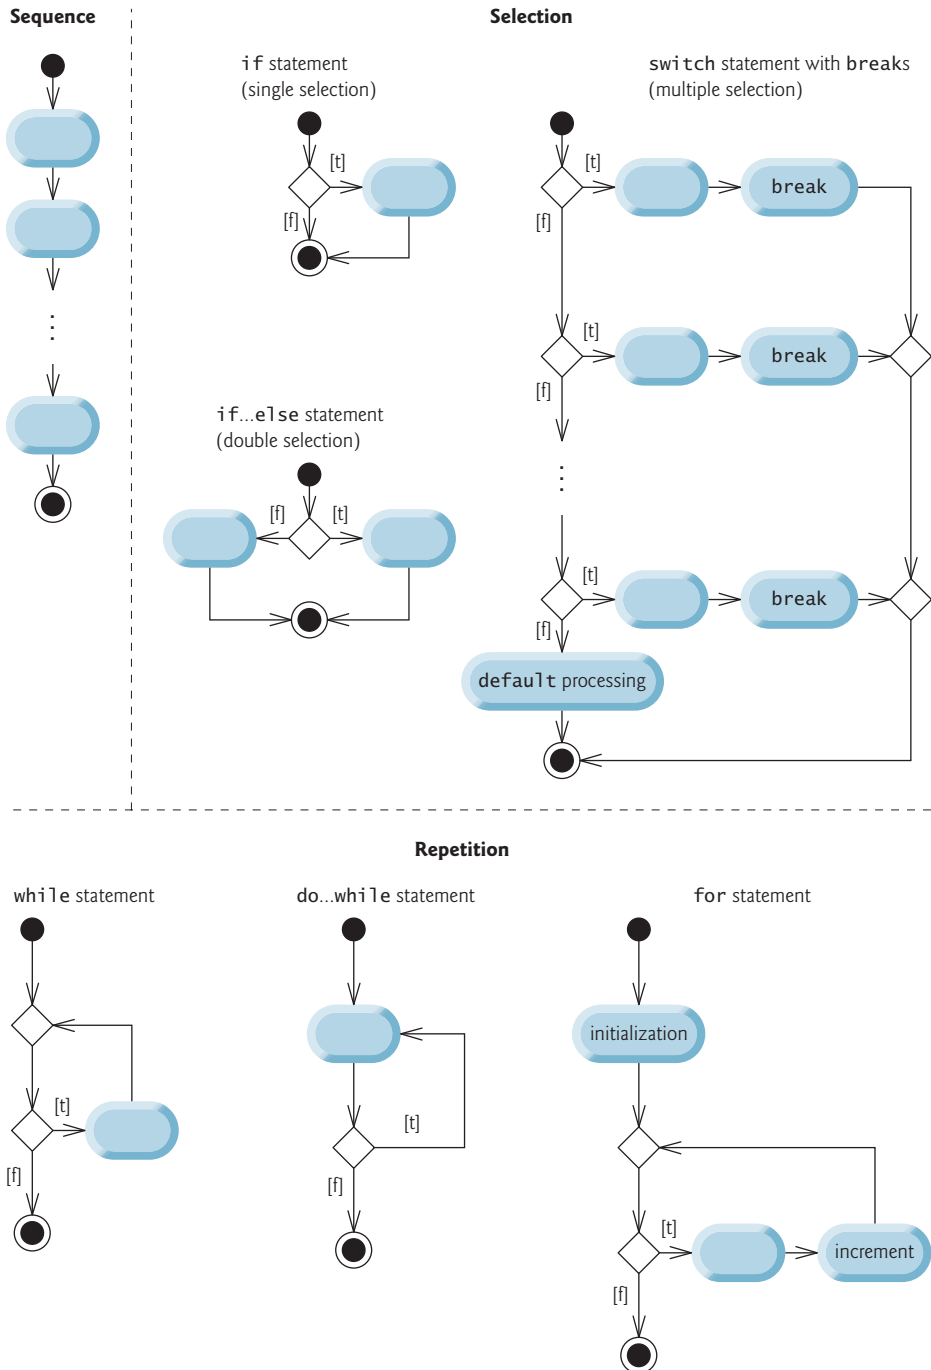 Sequence
Selection
if statement
(single selection)
switch statement with breaks
(multiple selection)
[t]
[f]
[t]
break
[f]
[t]
break
[f]
if...else statement
(double selection)
[f]
[t]
[t]
break
[f]
default processing
Repetition
while statement
do...while statement
for statement
initialization
[t]
[f]
[t]
[f]
[t]
increment
[f]